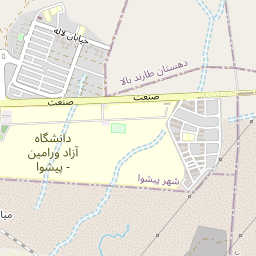 خیابان لاله
دهستان طارند بالا
صنعت
صنعت
دانشگاه
آزاد ورامین
- پیشوا
شهر پیشوا